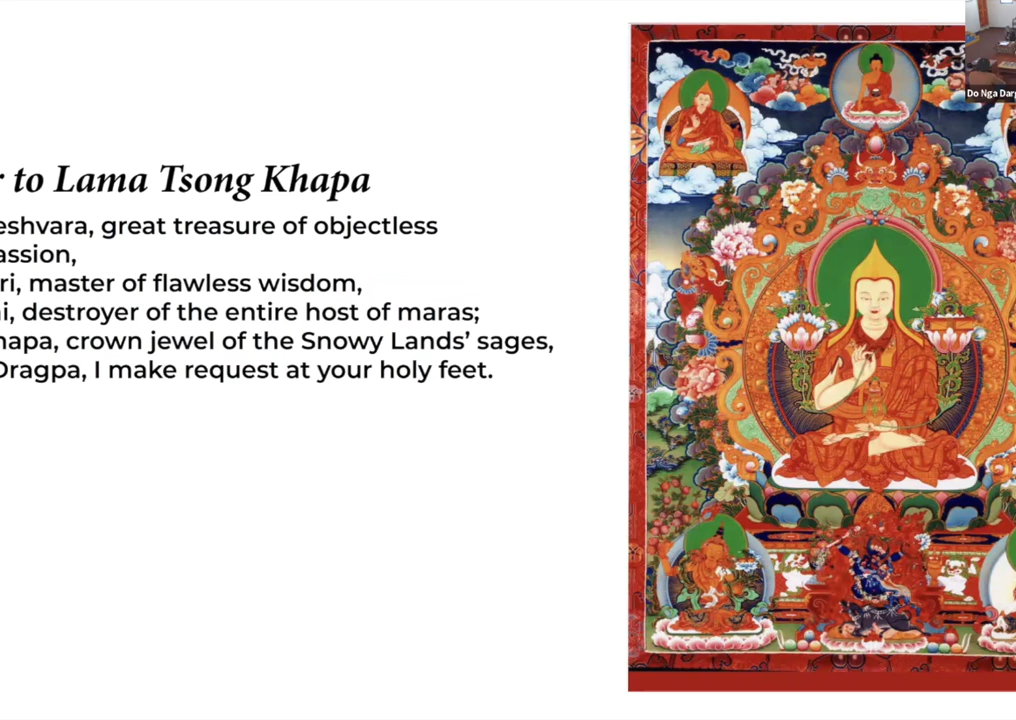 r to Lama Tsong Khapa
eshvara, great treasure of objectless
assion,
ri, master of flawless wisdom,
i, destroyer of the entire host of maras;
hapa, crown jewel of the Snowy Lands’ sages,
Dragpa, I make request at your holy feet.
Do Nga Darg